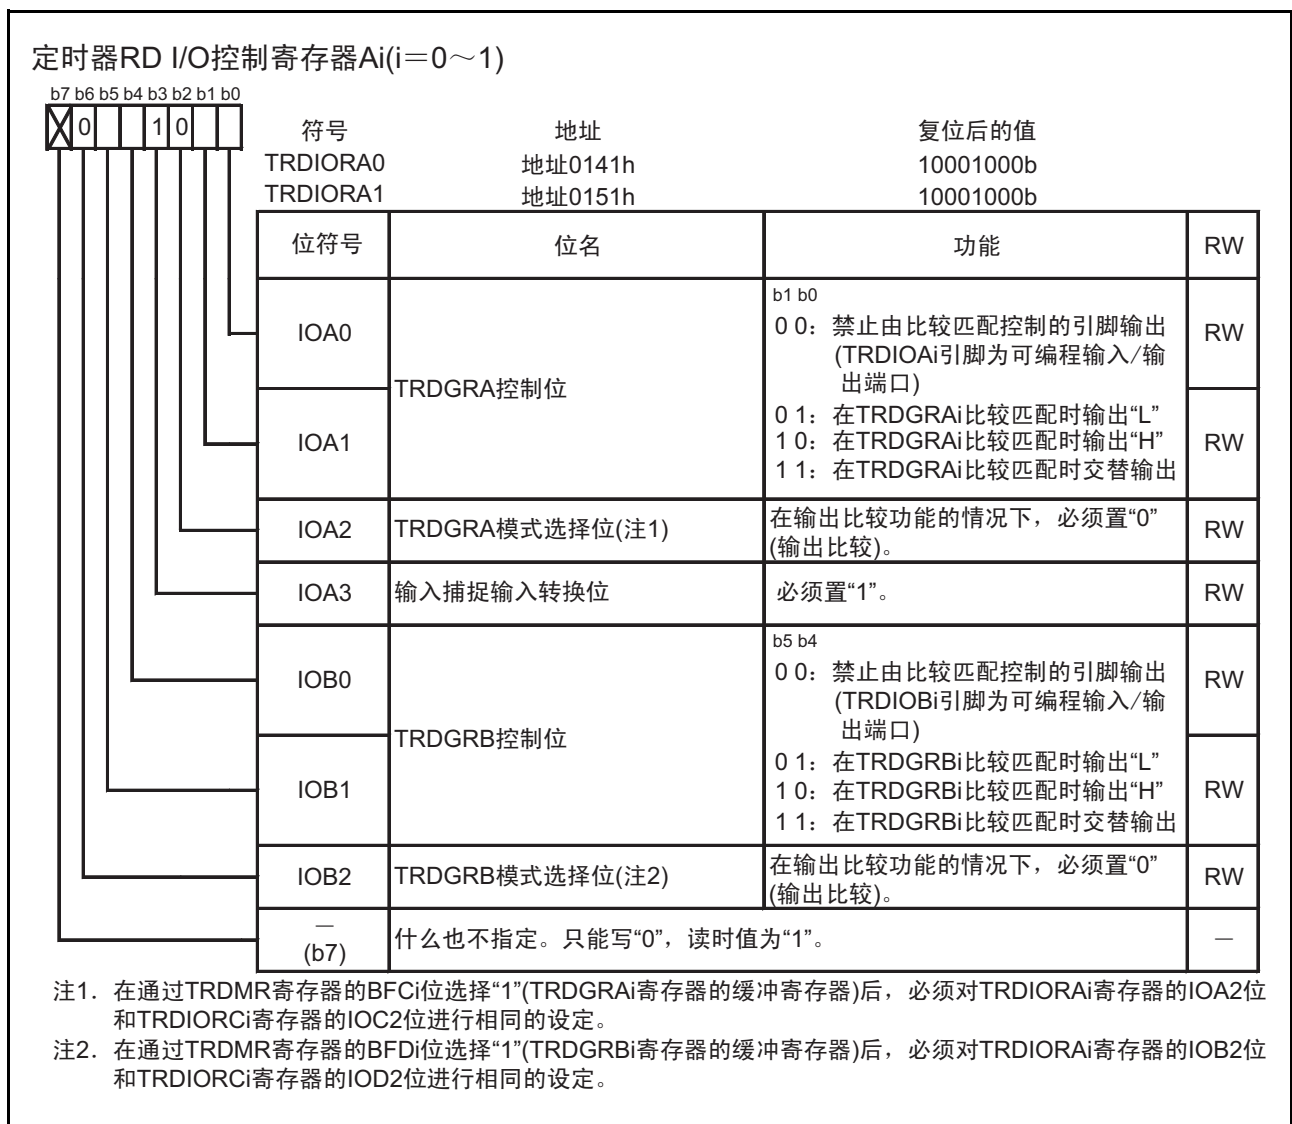 定时器RD I/O控制寄存器Ai(i＝0～1)
b7 b6 b5 b4 b3 b2 b1 b0
0 1 0
符号 地址 复位后的值
TRDIORA0 地址0141h 10001000b
TRDIORA1 地址0151h 10001000b
位符号 位名 功能 RW
IOA0 RW
IOA1 RW
TRDGRA控制位
b1 b0
0 0：禁止由比较匹配控制的引脚输出
(TRDIOAi引脚为可编程输入/输
出端口)
0 1：在TRDGRAi比较匹配时输出“L”
1 0：在TRDGRAi比较匹配时输出“H”
1 1：在TRDGRAi比较匹配时交替输出
IOA2 TRDGRA模式选择位(注1) 在输出比较功能的情况下，必须置“0” RW
(输出比较)。
IOA3 输入捕捉输入转换位 必须置“1”。 RW
IOB0 RW
IOB1 RW
TRDGRB控制位
b5 b4
0 0：禁止由比较匹配控制的引脚输出
(TRDIOBi引脚为可编程输入/输
出端口)
0 1：在TRDGRBi比较匹配时输出“L”
1 0：在TRDGRBi比较匹配时输出“H”
1 1：在TRDGRBi比较匹配时交替输出
IOB2 TRDGRB模式选择位(注2) 在输出比较功能的情况下，必须置“0” RW
(输出比较)。
— (b7) 什么也不指定。只能写“0”，读时值为“1”。 —
注1. 在通过TRDMR寄存器的BFCi位选择“1”(TRDGRAi寄存器的缓冲寄存器)后，必须对TRDIORAi寄存器的IOA2位
和TRDIORCi寄存器的IOC2位进行相同的设定。
注2. 在通过TRDMR寄存器的BFDi位选择“1”(TRDGRBi寄存器的缓冲寄存器)后，必须对TRDIORAi寄存器的IOB2位
和TRDIORCi寄存器的IOD2位进行相同的设定。